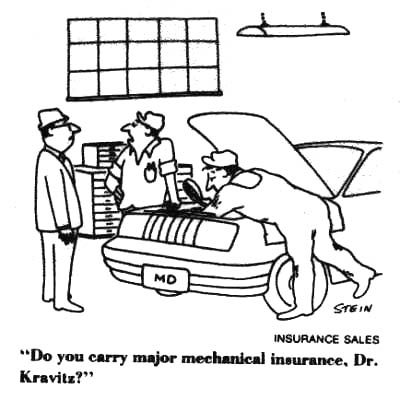 MD
STEIN
INSURANCE SALES
"Do you carry major mechanical insurance, Dr.
Kravitz?"